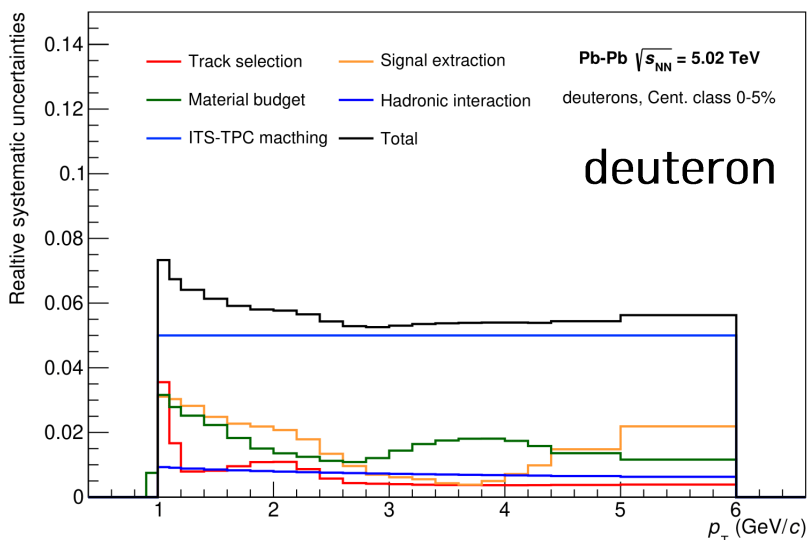 Realtive systematic uncertainties
0.14
0.12
0.1
0.08
0.06
0.04
0.02
0
Track selection
Material budget
ITS-TPC macthing
Signal extraction
Hadronic interaction
Total
Pb-Pb √s_NN = 5.02 TeV
deuterons, Cent. class 0-5%
deuteron
1 2 3 4 5 6
p_T (GeV/c)